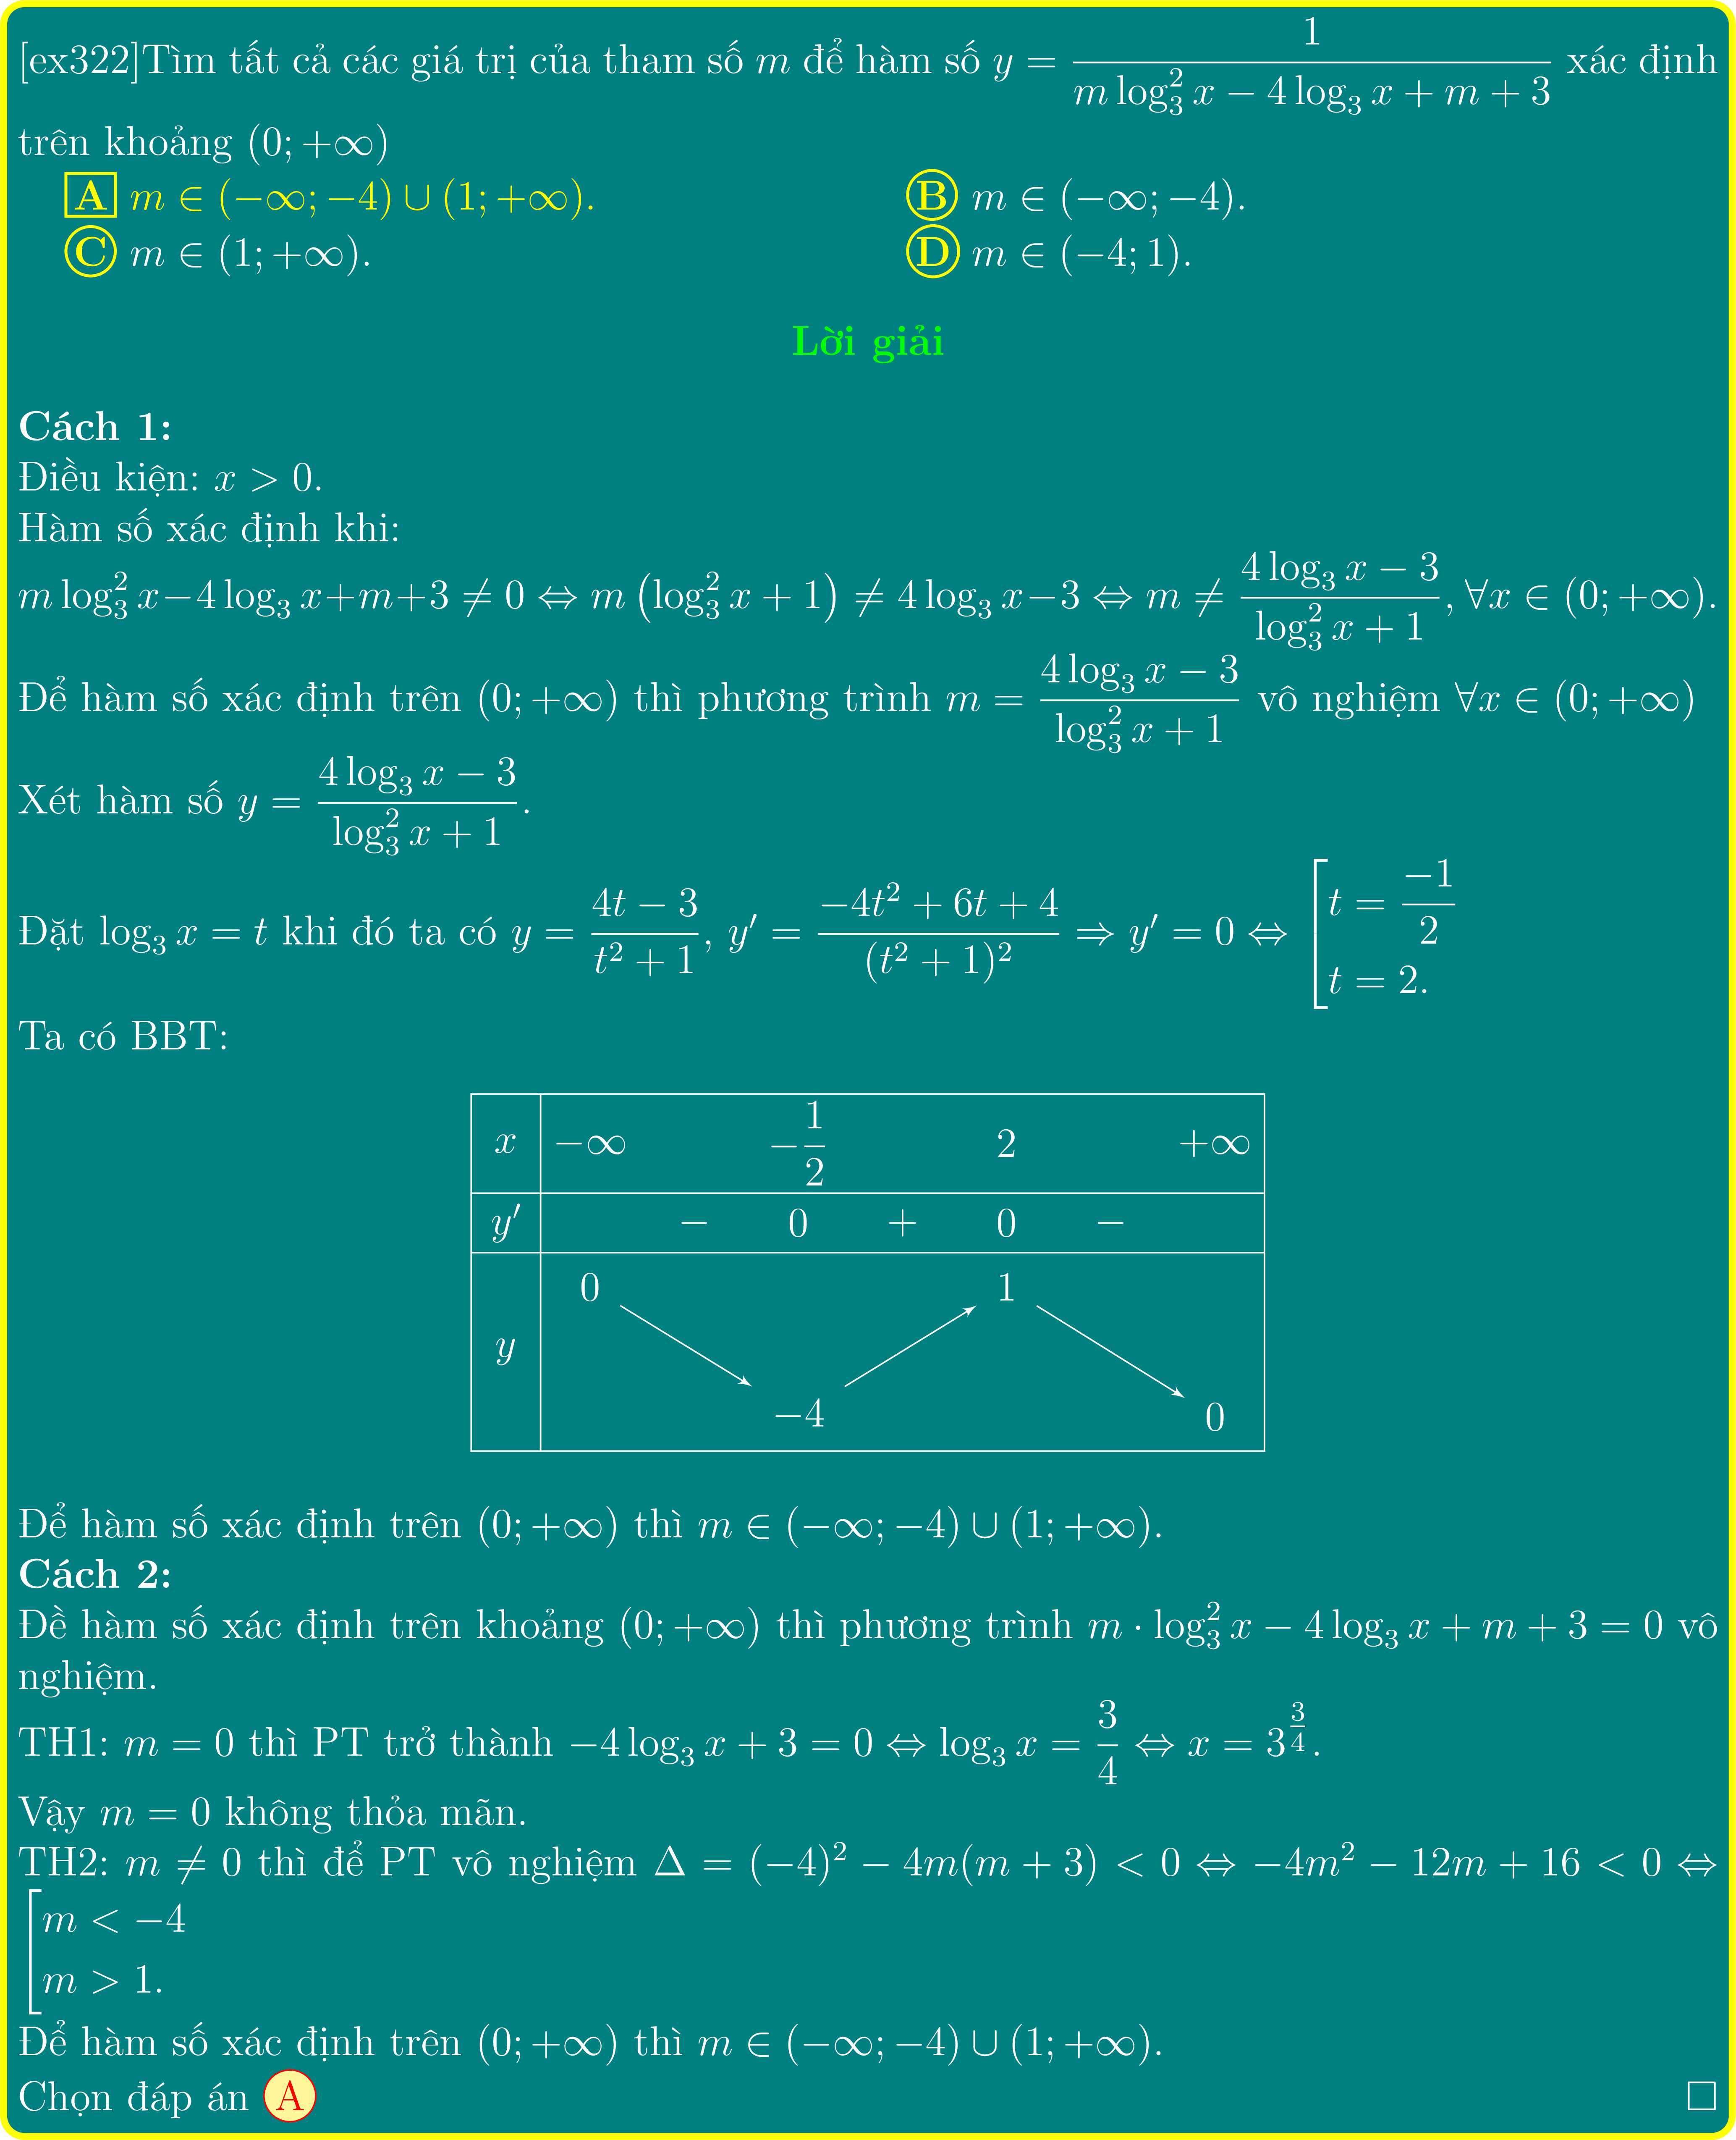 [ex322]Tìm tất cả các giá trị của tham số $m$ để hàm số $y = \dfrac{1}{m\log_3^2 x - 4\log_3 x + m + 3}$ xác định
trên khoảng $(0; +\infty)$
A $m \in (-\infty; -4) \cup (1; +\infty).$ B $m \in (-\infty; -4).$
C $m \in (1; +\infty).$ D $m \in (-4; 1).$
Lời giải
Cách 1:
Điều kiện: $x > 0$.
Hàm số xác định khi:
$m\log_3^2 x - 4\log_3 x + m + 3 \neq 0 \Leftrightarrow m\left(\log_3^2 x + 1\right) \neq 4\log_3 x - 3 \Leftrightarrow m \neq \dfrac{4\log_3 x - 3}{\log_3^2 x + 1}, \forall x \in (0; +\infty).$
Để hàm số xác định trên $(0; +\infty)$ thì phương trình $m = \dfrac{4\log_3 x - 3}{\log_3^2 x + 1}$ vô nghiệm $\forall x \in (0; +\infty)$
Xét hàm số $y = \dfrac{4\log_3 x - 3}{\log_3^2 x + 1}$.
Đặt $\log_3 x = t$ khi đó ta có $y = \dfrac{4t - 3}{t^2 + 1}$, $y' = \dfrac{-4t^2 + 6t + 4}{(t^2 + 1)^2} \Rightarrow y' = 0 \Leftrightarrow \left[\begin{array}{l} t = \dfrac{-1}{2} \\ t = 2. \end{array}\right.$
Ta có BBT:
$x$ $-\infty$ $-\dfrac{1}{2}$ $2$ $+\infty$
$y'$ $-$ $0$ $+$ $0$ $-$
$0$ $1$
$y$
$-4$ $0$
Để hàm số xác định trên $(0; +\infty)$ thì $m \in (-\infty; -4) \cup (1; +\infty)$.
Cách 2:
Đề hàm số xác định trên khoảng $(0; +\infty)$ thì phương trình $m \cdot \log_3^2 x - 4\log_3 x + m + 3 = 0$ vô
nghiệm.
TH1: $m = 0$ thì PT trở thành $-4\log_3 x + 3 = 0 \Leftrightarrow \log_3 x = \dfrac{3}{4} \Leftrightarrow x = 3^{\frac{3}{4}}$.
Vậy $m = 0$ không thỏa mãn.
TH2: $m \neq 0$ thì để PT vô nghiệm $\Delta = (-4)^2 - 4m(m + 3) < 0 \Leftrightarrow -4m^2 - 12m + 16 < 0 \Leftrightarrow$
$\left[\begin{array}{l} m < -4 \\ m > 1. \end{array}\right.$
Để hàm số xác định trên $(0; +\infty)$ thì $m \in (-\infty; -4) \cup (1; +\infty)$.
Chọn đáp án A □